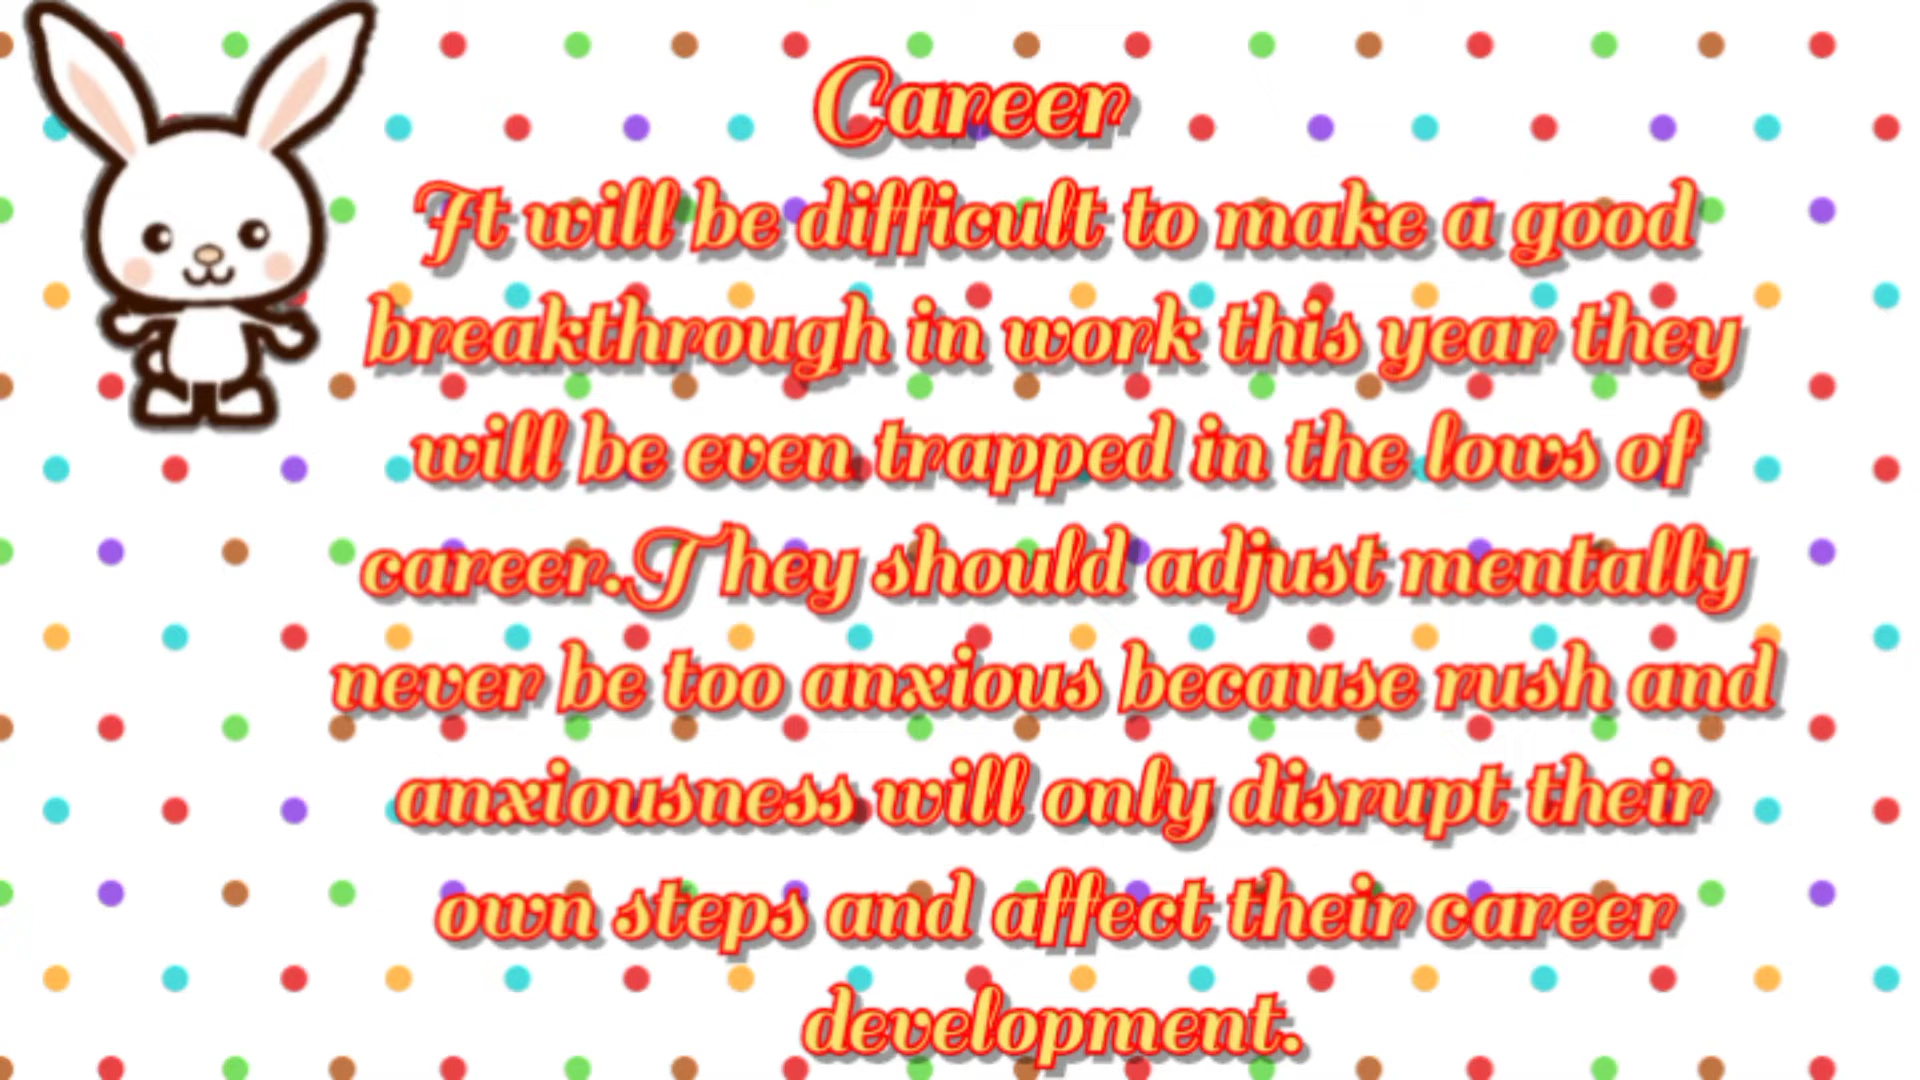 Career
It will be difficult to make a good
breakthrough in work this year they
will be even trapped in the lows of
career.They should adjust mentally
never be too anxious because rush and
anxiousness will only disrupt their
own steps and affect their career
development.